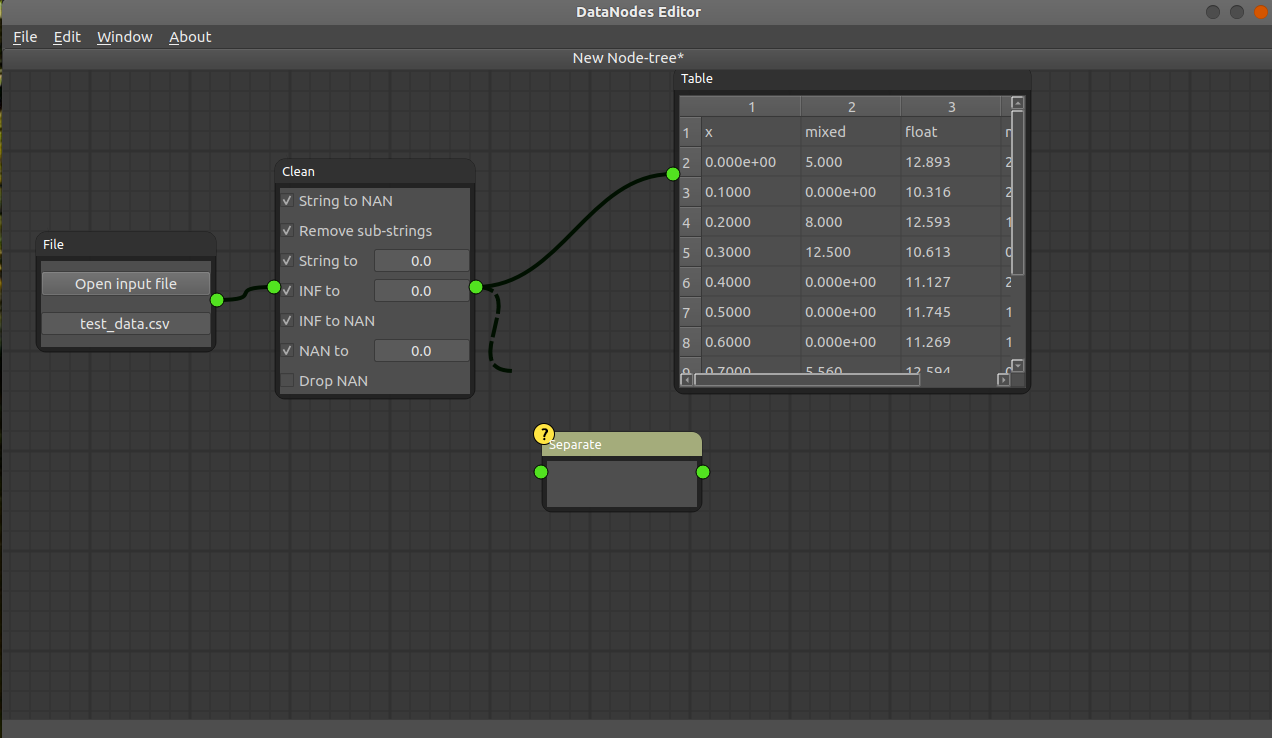 DataNodes Editor
File Edit Window About
New Node-tree*
File
Open input file
test_data.csv
Clean
String to NAN
Remove sub-strings
String to 0.0
INF to 0.0
INF to NAN
NAN to 0.0
Drop NAN
Table
1 2 3
1 x mixed float
2 0.000e+00 5.000 12.893 2
3 0.1000 0.000e+00 10.316 2
4 0.2000 8.000 12.593 1
5 0.3000 12.500 10.613 0
6 0.4000 0.000e+00 11.127 2
7 0.5000 0.000e+00 11.745 1
8 0.6000 0.000e+00 11.269 1
9 0.7000 5.560 12.594
?
Separate